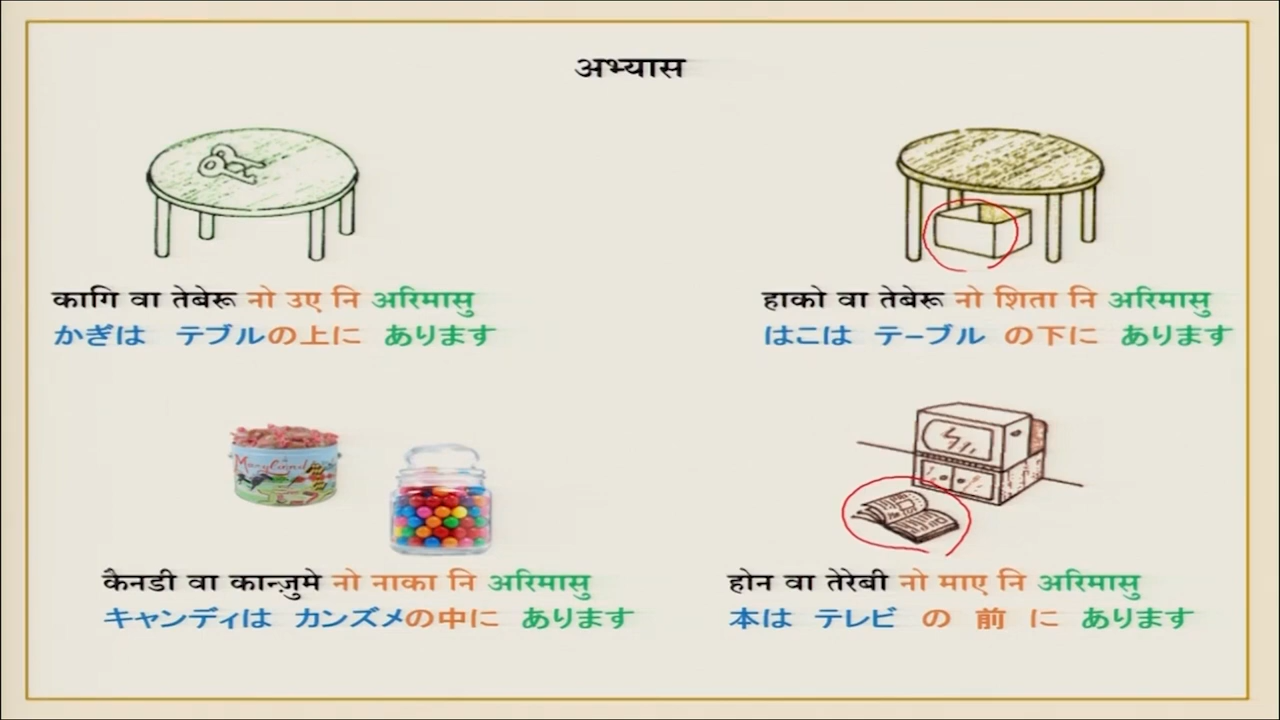 अभ्यास
कागि वा तेबेरू नो उए नि अरिमासु
かぎは テブルの上に あります
हाको वा तेबेरू नो शिता नि अरिमासु
はこは テーブル の下に あります
Maryland
कैनडी वा कान्ज़ुमे नो नाका नि अरिमासु
キャンディは カンズメの中に あります
होन वा तेरेबी नो माए नि अरिमासु
本は テレビ の 前 に あります